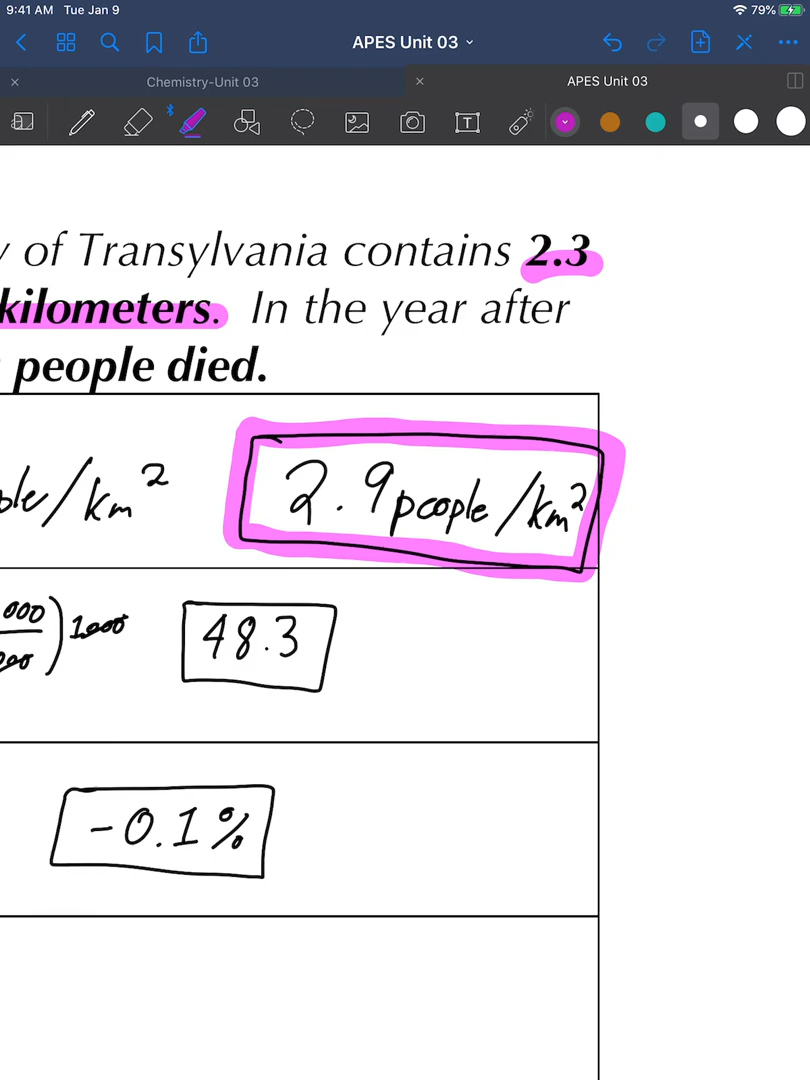 9:41 AM Tue Jan 9 79%
APES Unit 03
Chemistry-Unit 03 APES Unit 03
of Transylvania contains 2.3
kilometers. In the year after
people died.
/km² 2.9 people/km²
000 1000 48.3
-0.1%